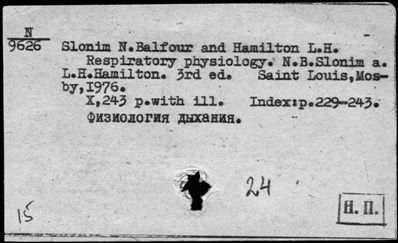 N
9626
Slonim N.Balfour and Hamilton L.H.
Respiratory physiology. N.B.Slonim a.
L.H.Hamilton. 3rd ed. Saint Louis,Mos-
by,I976.
X,243 p.with ill. Index:p.229-243.
Физиология дыхания.
24
15
Н. П.